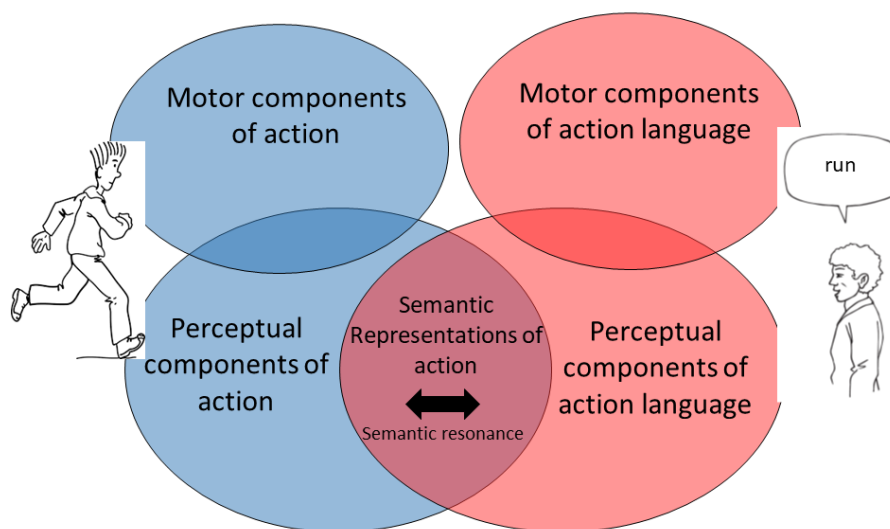 Motor components
of action
Motor components
of action language
run
Perceptual
components of
action
Semantic
Representations of
action
Semantic resonance
Perceptual
components of
action language